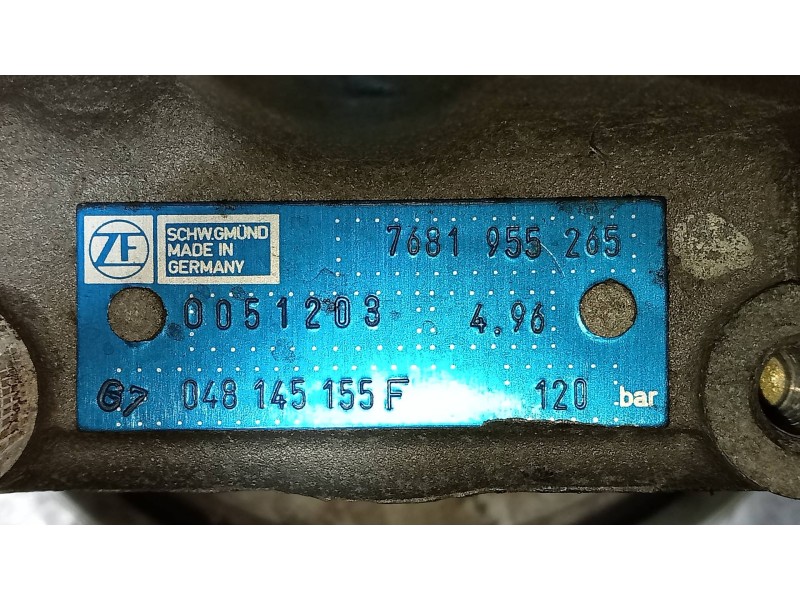 ZF
SCHW.GMÜND
MADE IN
GERMANY
7681 955 265
0051203 4.96
G7 048 145 155 F 120 bar